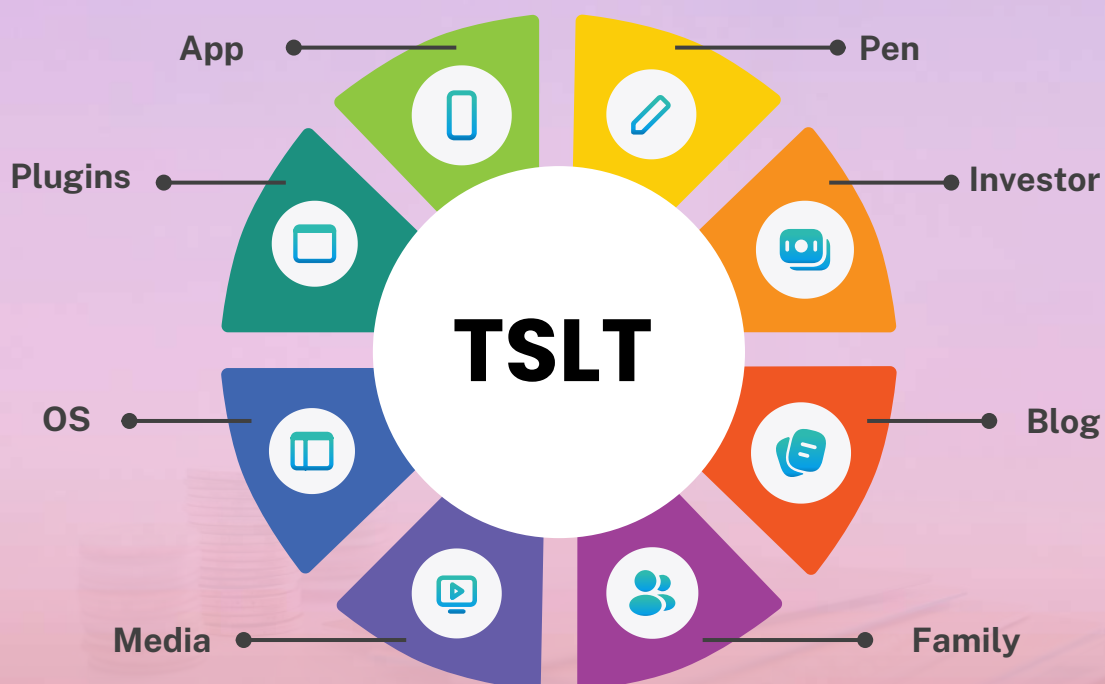 App
Pen
Plugins
Investor
TSLT
OS
Blog
Media
Family